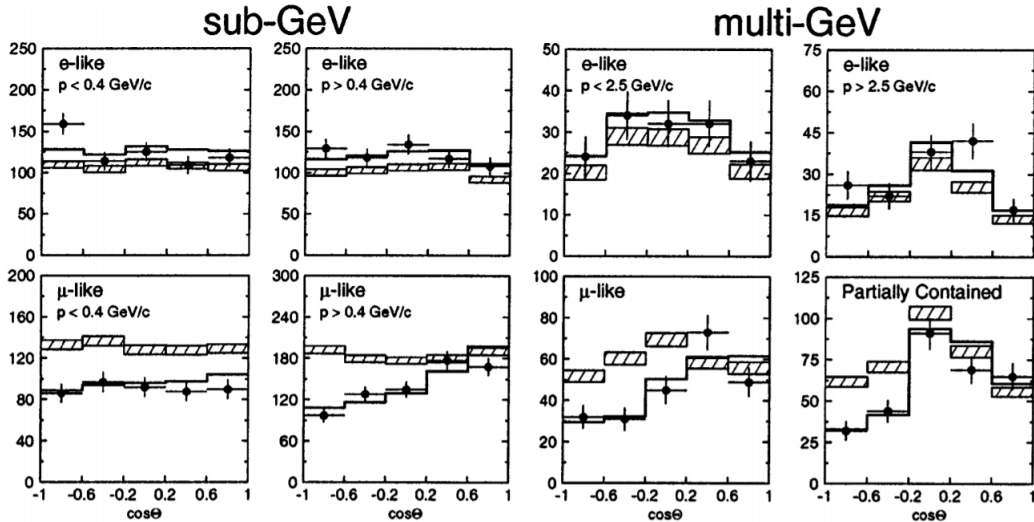 sub-GeV
multi-GeV
250
200
150
100
75
50
25
0
e-like
p < 0.4 GeV/c
250
200
150
100
75
50
25
0
e-like
p > 0.4 GeV/c
50
40
30
20
10
0
e-like
p < 2.5 GeV/c
75
60
45
30
15
0
e-like
p > 2.5 GeV/c
200
160
120
80
40
0
μ-like
p < 0.4 GeV/c
-1 -0.6 -0.2 0.2 0.6 1
cosΘ
300
240
180
120
60
0
μ-like
p > 0.4 GeV/c
-1 -0.6 -0.2 0.2 0.6 1
cosΘ
100
80
60
40
20
0
μ-like
-1 -0.6 -0.2 0.2 0.6 1
cosΘ
125
100
75
50
25
0
Partially Contained
-1 -0.6 -0.2 0.2 0.6 1
cosΘ